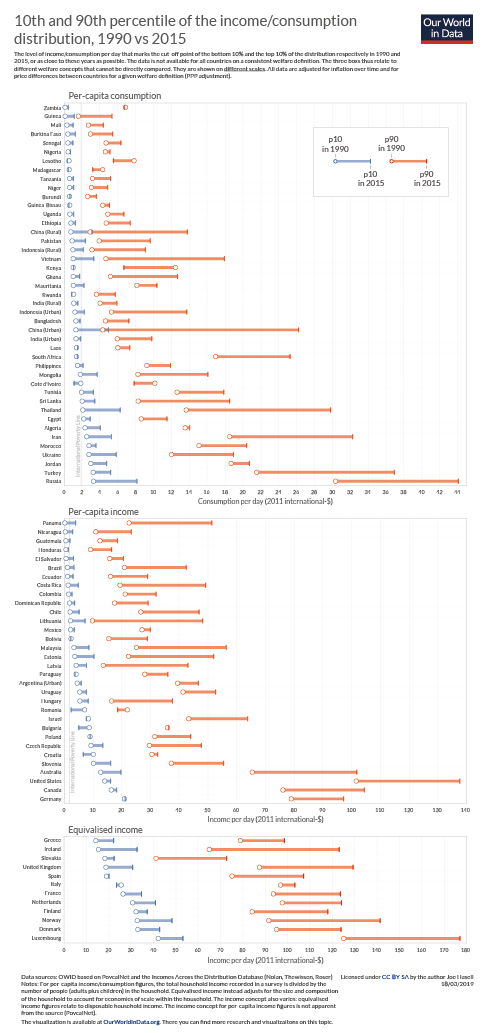 10th and 90th percentile of the income/consumption
distribution, 1990 vs 2015
Our World
in Data
The level of income/consumption per day that marks the cut off point of the bottom 10% and the top 10% of the distribution respectively in 1990 and
2015, or as close to these years as possible. The data is not available for all countries on a consistent welfare definition. The three boxes thus relate to
different welfare concepts that cannot be directly compared. They are shown on different scales. All data are adjusted for inflation over time and for
price differences between countries for a given welfare definition (PPP adjustment).
Per-capita consumption
p10
in 1990
p90
in 1990
p10
in 2015
p90
in 2015
Zambia
Guinea
Mali
Burkina Faso
Senegal
Nigeria
Lesotho
Madagascar
Tanzania
Niger
Burundi
Guinea Bissau
Uganda
Ethiopia
China (Rural)
Pakistan
Indonesia (Rural)
Vietnam
Kenya
Ghana
Mauritania
Rwanda
India (Rural)
Indonesia (Urban)
Bangladesh
China (Urban)
India (Urban)
Laos
South Africa
Philippines
Mongolia
Cote d'Ivoire
Tunisia
Sri Lanka
Thailand
Egypt
Algeria
Iran
Morocco
Ukraine
Jordan
Turkey
Russia
International Poverty Line
0 2 4 6 8 10 12 14 16 18 20 22 24 26 28 30 32 34 36 38 40 42 44
Consumption per day (2011 international-$)
Per-capita income
Panama
Nicaragua
Guatemala
Honduras
El Salvador
Brazil
Ecuador
Costa Rica
Colombia
Dominican Republic
Chile
Lithuania
Mexico
Bolivia
Malaysia
Estonia
Latvia
Paraguay
Argentina (Urban)
Uruguay
Hungary
Romania
Israel
Bulgaria
Poland
Czech Republic
Croatia
Slovenia
Australia
United States
Canada
Germany
International Poverty Line
0 10 20 30 40 50 60 70 80 90 100 110 120 130 140
Income per day (2011 international-$)
Equivalised income
Greece
Ireland
Slovakia
United Kingdom
Spain
Italy
France
Netherlands
Finland
Norway
Denmark
Luxembourg
0 10 20 30 40 50 60 70 80 90 100 110 120 130 140 150 160 170 180
Income per day (2011 international-$)
Data sources: OWID based on PovcalNet and the Incomes Across the Distribution Database (Nolan, Thewissen, Roser)
Licensed under CC BY SA by the author Joe Hasell
Notes: For per capita income/consumption figures, the total household income recorded in a survey is divided by the
18/03/2019
number of people (adults plus children) in the household. Equivalised income instead adjusts for the size and composition
of the household to account for economies of scale within the household. The income concept also varies: equivalised
income figures relate to disposable household income. The income concept for per capita income figures is not apparent
from the source (PovcalNet).
The visualization is available at OurWorldinData.org. There you can find more research and visualizations on this topic.